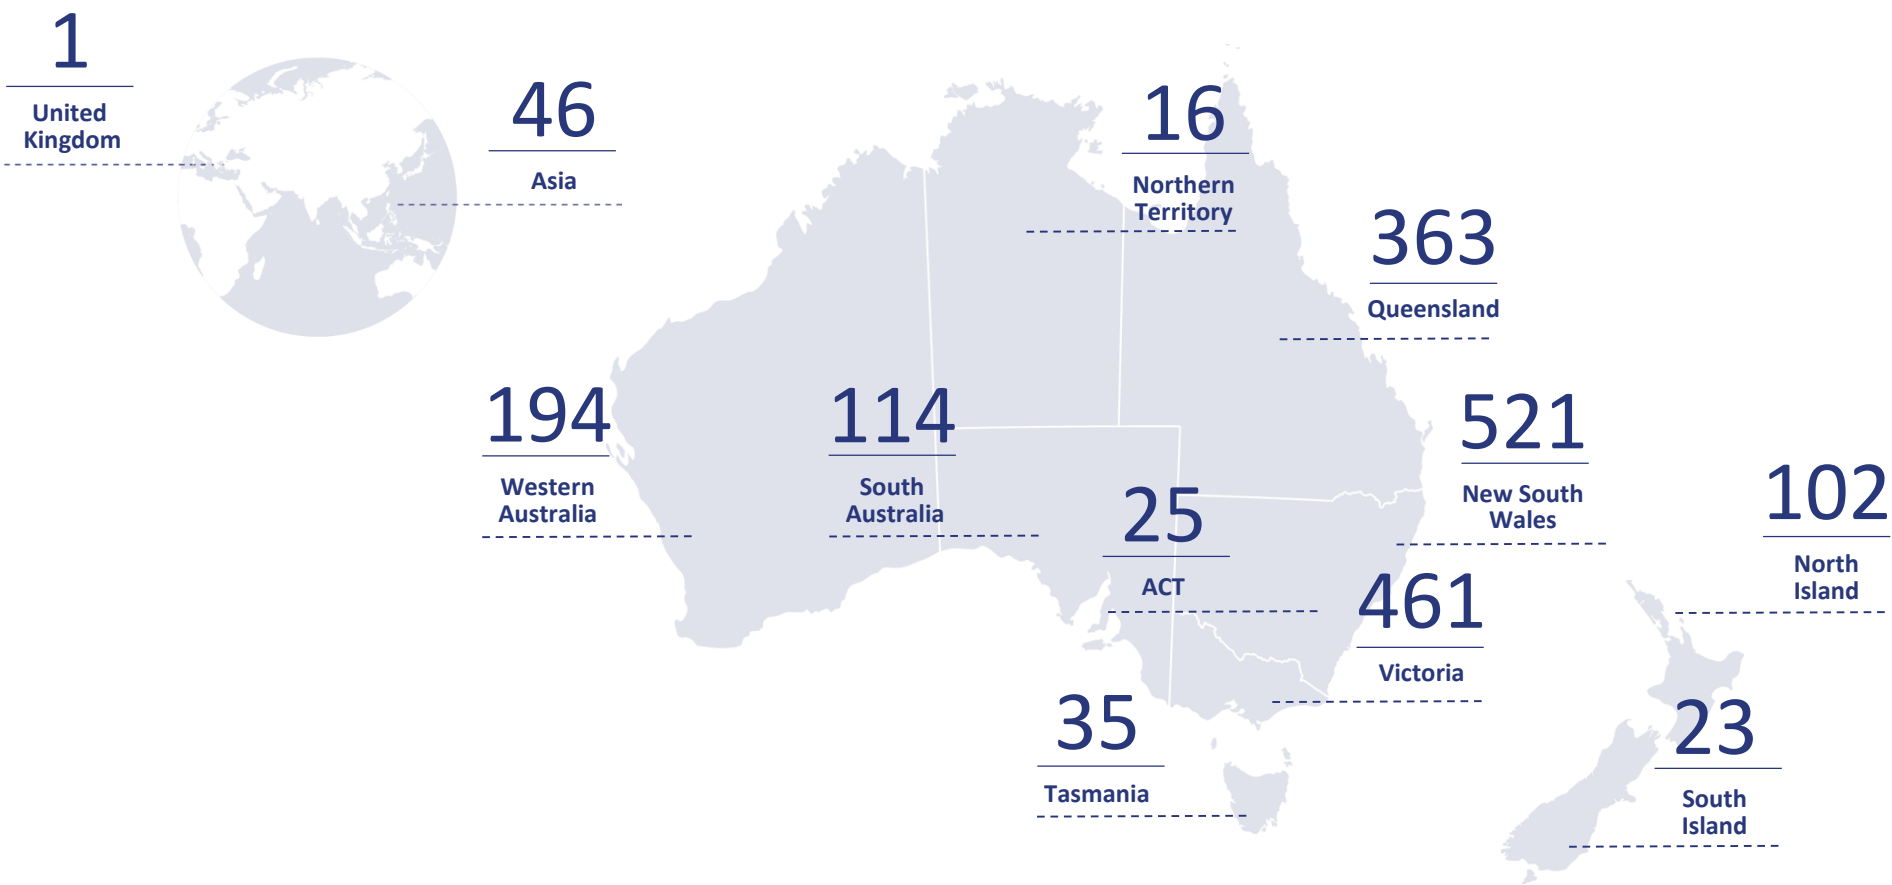 1
United
Kingdom
46
Asia
16
Northern
Territory
363
Queensland
194
Western
Australia
114
South
Australia
521
New South
Wales
25
ACT
102
North
Island
461
Victoria
35
Tasmania
23
South
Island